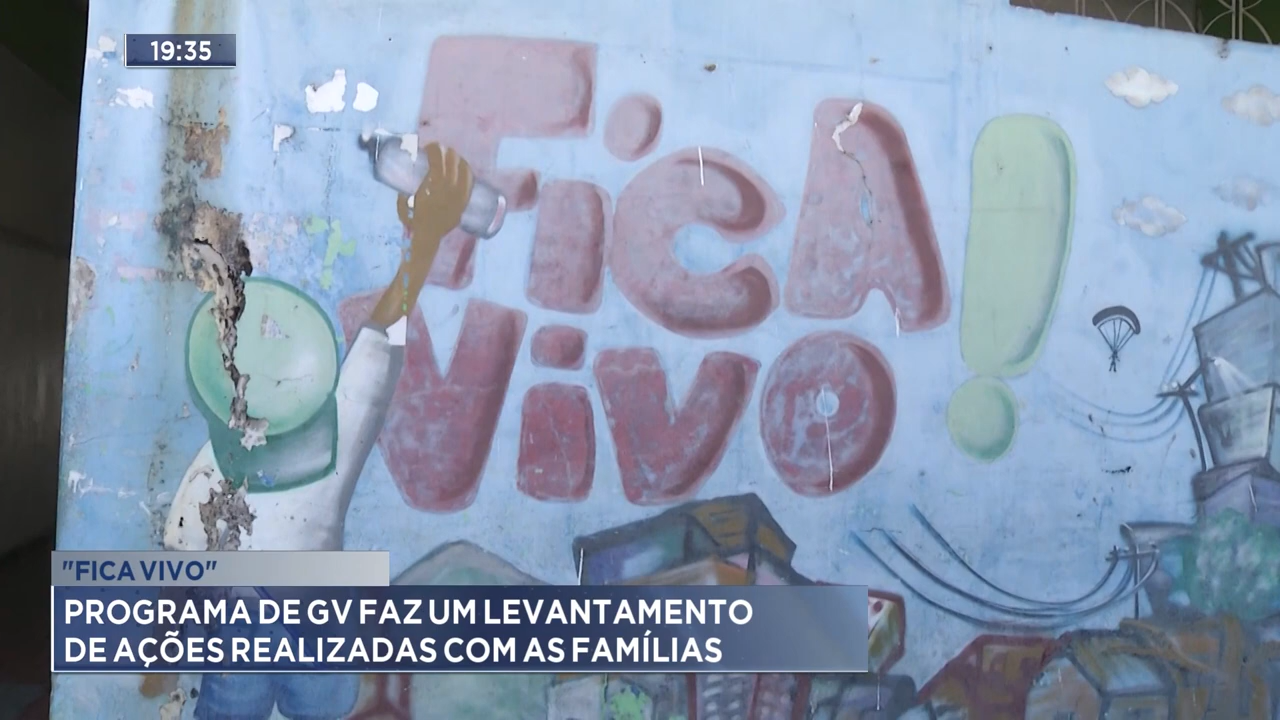 19:35
FiCA
ViVO!
"FICA VIVO"
PROGRAMA DE GV FAZ UM LEVANTAMENTO
DE AÇÕES REALIZADAS COM AS FAMÍLIAS